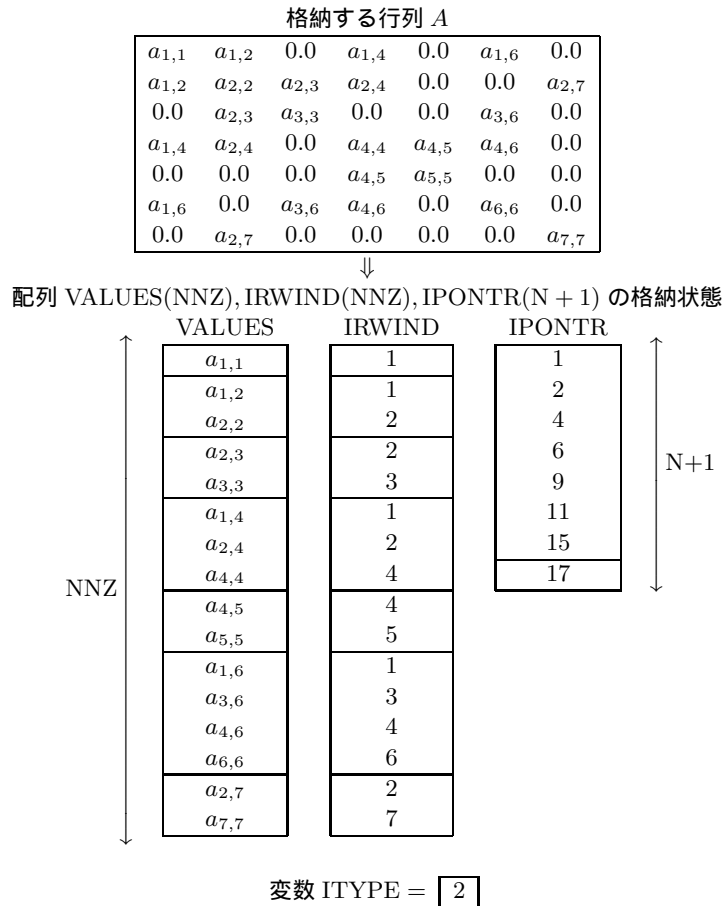 格納する行列 A
a1,1 a1,2 0.0 a1,4 0.0 a1,6 0.0
a1,2 a2,2 a2,3 a2,4 0.0 0.0 a2,7
0.0 a2,3 a3,3 0.0 0.0 a3,6 0.0
a1,4 a2,4 0.0 a4,4 a4,5 a4,6 0.0
0.0 0.0 0.0 a4,5 a5,5 0.0 0.0
a1,6 0.0 a3,6 a4,6 0.0 a6,6 0.0
0.0 a2,7 0.0 0.0 0.0 0.0 a7,7
⇓
配列 VALUES(NNZ), IRWIND(NNZ), IPONTR(N + 1) の格納状態
VALUES IRWIND IPONTR
a1,1 1 1
a1,2 1 2
a2,2 2 4
a2,3 2 6
a3,3 3 9
a1,4 1 11
a2,4 2 15
a4,4 4 17
a4,5 4
a5,5 5
a1,6 1
a3,6 3
a4,6 4
a6,6 6
a2,7 2
a7,7 7
NNZ
N+1
変数 ITYPE = 2